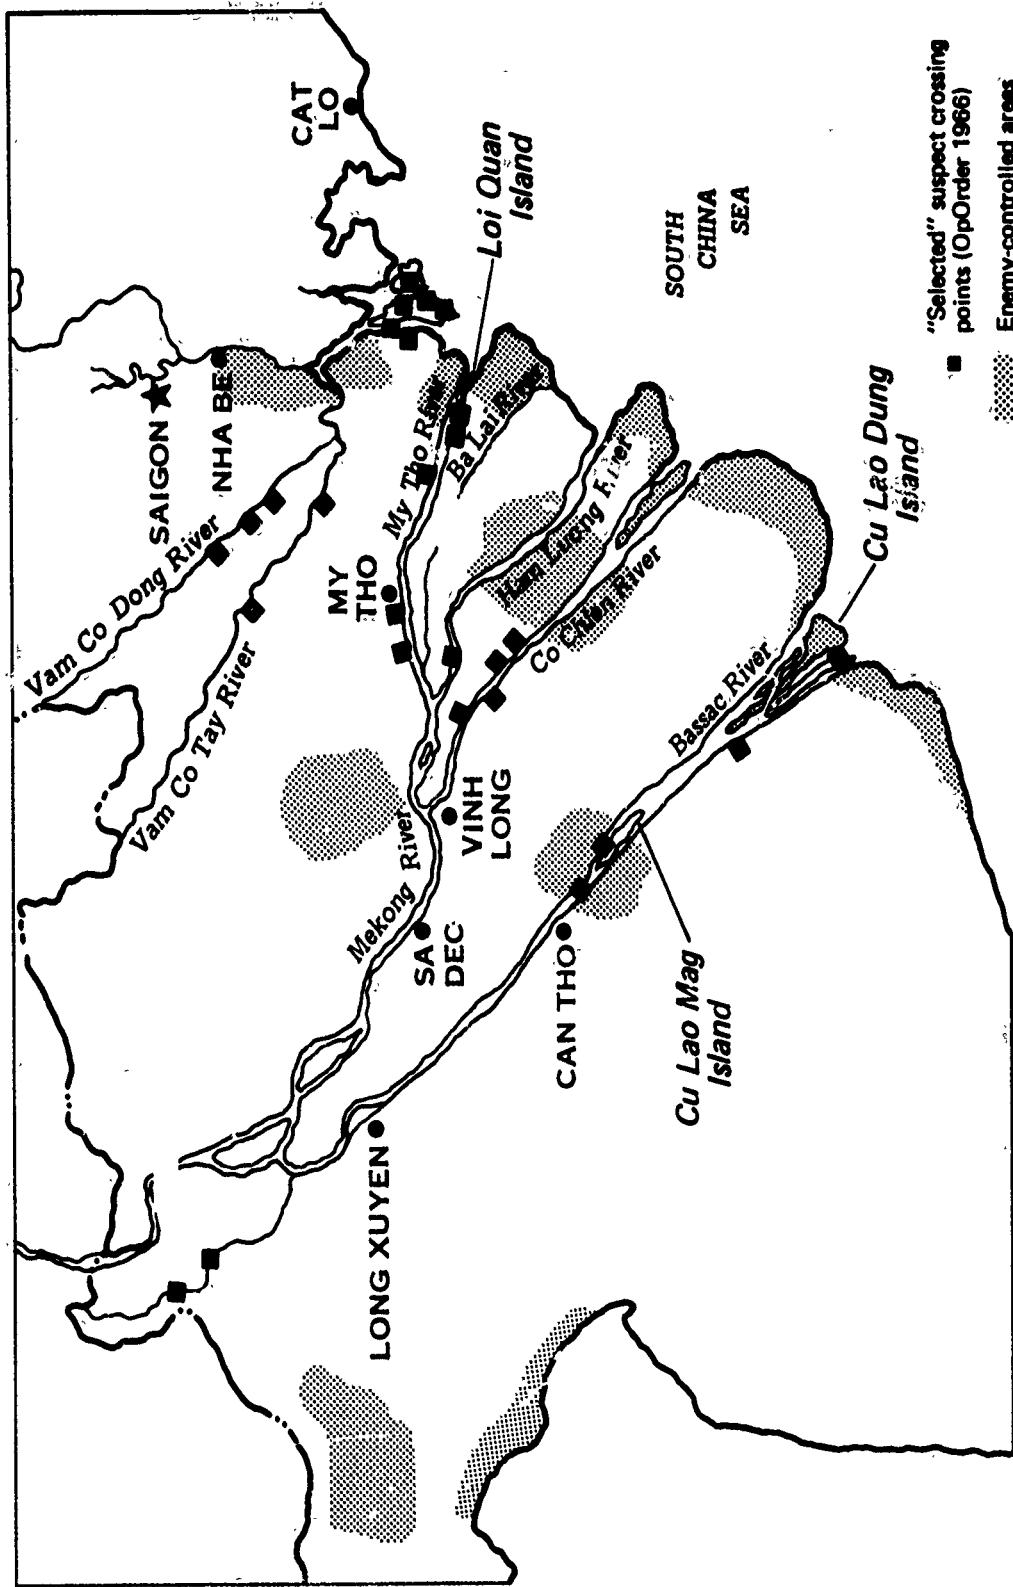 SAIGON
NHA BE
CAT
LO
Vam Co Dong River
Vam Co Tay River
MY
THO
My Tho River
Loi Quan
Island
Ba Lai River
Ham Luong River
Co Chien River
SOUTH
CHINA
SEA
Mekong River
VINH
LONG
SA
DEC
Bassac River
Cu Lao Dung
Island
LONG XUYEN
CAN THO
Cu Lao Mag
Island
"Selected" suspect crossing
points (OpOrder 1966)
Enemy-controlled areas